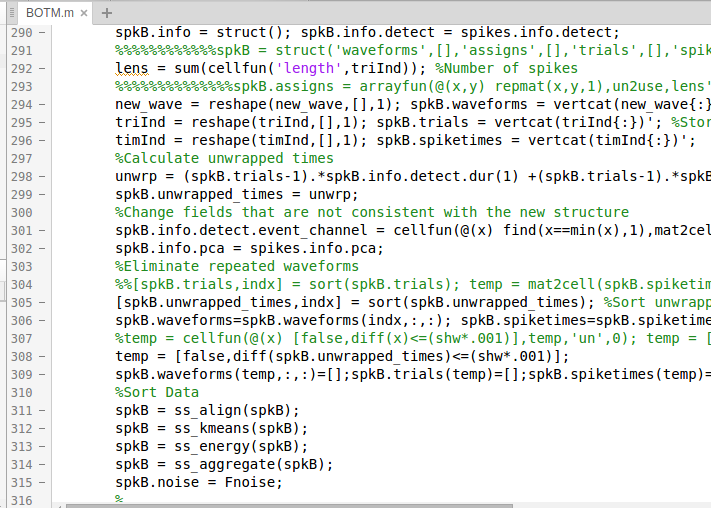 BOTM.m × +
290 – spkB.info = struct(); spkB.info.detect = spikes.info.detect;
291 %%%%%%%%%%%%spkB = struct('waveforms',[],'assigns',[],'trials',[],'spik
292 – lens = sum(cellfun('length',triInd)); %Number of spikes
293 %%%%%%%%%%%%%%spkB.assigns = arrayfun(@(x,y) repmat(x,y,1),un2use,lens'
294 – new_wave = reshape(new_wave,[],1); spkB.waveforms = vertcat(new_wave{:}
295 – triInd = reshape(triInd,[],1); spkB.trials = vertcat(triInd{:})'; %Stor
296 – timInd = reshape(timInd,[],1); spkB.spiketimes = vertcat(timInd{:})';
297 %Calculate unwrapped times
298 – unwrp = (spkB.trials-1).*spkB.info.detect.dur(1) +(spkB.trials-1).*spkB
299 – spkB.unwrapped_times = unwrp;
300 %Change fields that are not consistent with the new structure
301 – spkB.info.detect.event_channel = cellfun(@(x) find(x==min(x),1),mat2cel
302 – spkB.info.pca = spikes.info.pca;
303 %Eliminate repeated waveforms
304 %%[spkB.trials,indx] = sort(spkB.trials); temp = mat2cell(spkB.spiketim
305 – [spkB.unwrapped_times,indx] = sort(spkB.unwrapped_times); %Sort unwrapp
306 – spkB.waveforms=spkB.waveforms(indx,:,:); spkB.spiketimes=spkB.spiketime
307 %temp = cellfun(@(x) [false,diff(x)<=(shw*.001)],temp,'un',0); temp = [
308 – temp = [false,diff(spkB.unwrapped_times)<=(shw*.001)];
309 – spkB.waveforms(temp,:,:)=[];spkB.trials(temp)=[];spkB.spiketimes(temp)=
310 %Sort Data
311 – spkB = ss_align(spkB);
312 – spkB = ss_kmeans(spkB);
313 – spkB = ss_energy(spkB);
314 – spkB = ss_aggregate(spkB);
315 – spkB.noise = Fnoise;
316 %